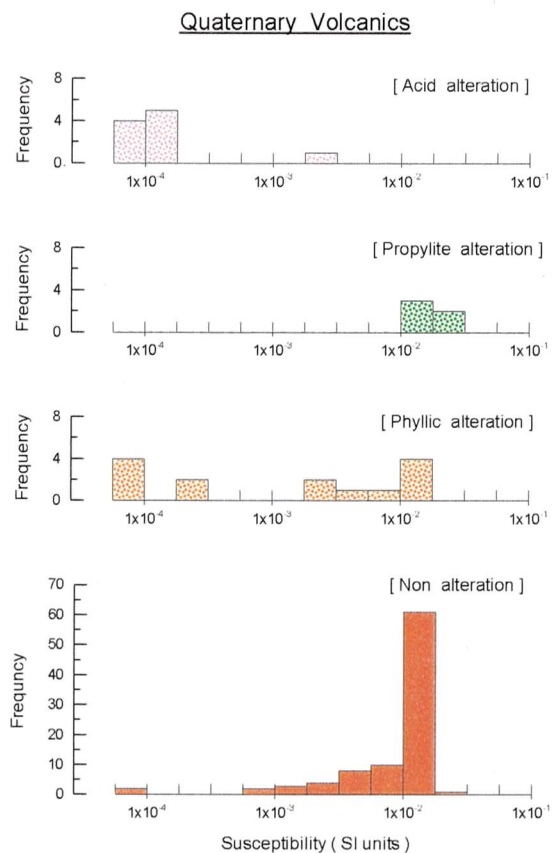 Quaternary Volcanics
[ Acid alteration ]
Frequency
8
4
0
1x10⁻⁴ 1x10⁻³ 1x10⁻² 1x10⁻¹
[ Propylite alteration ]
Frequency
8
4
0
1x10⁻⁴ 1x10⁻³ 1x10⁻² 1x10⁻¹
[ Phyllic alteration ]
Frequency
8
4
0
1x10⁻⁴ 1x10⁻³ 1x10⁻² 1x10⁻¹
[ Non alteration ]
Frequncy
70
60
50
40
30
20
10
0
1x10⁻⁴ 1x10⁻³ 1x10⁻² 1x10⁻¹
Susceptibility ( SI units )